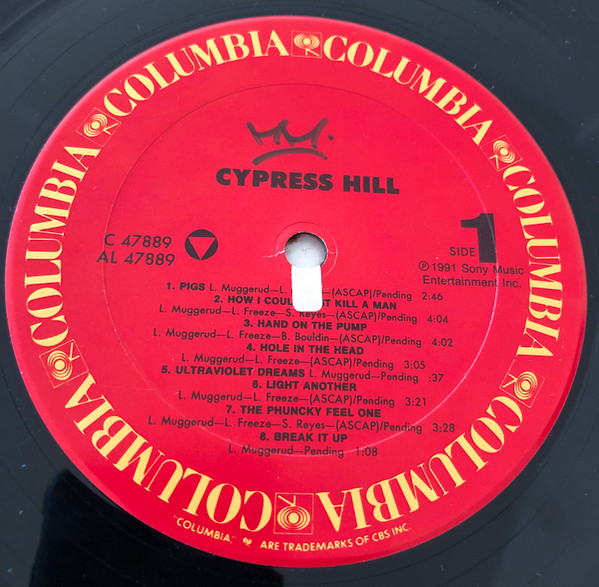 COLUMBIA COLUMBIA COLUMBIA COLUMBIA COLUMBIA COLUMBIA COLUMBIA COLUMBIA
CYPRESS HILL
C 47889
AL 47889
SIDE 1
℗ 1991 Sony Music
Entertainment Inc.
1. PIGS L. Muggerud—L. —(ASCAP)/Pending 2:46
2. HOW I COUL ST KILL A MAN
L. Muggerud—L. Freeze—S. Reyes—(ASCAP)/Pending 4:04
3. HAND ON THE PUMP
L. Muggerud—L. Freeze—B. Bouldin—(ASCAP)/Pending 4:02
4. HOLE IN THE HEAD
L. Muggerud—L. Freeze—(ASCAP)/Pending 3:05
5. ULTRAVIOLET DREAMS L. Muggerud—Pending :37
6. LIGHT ANOTHER
L. Muggerud—L. Freeze—(ASCAP)/Pending 3:21
7. THE PHUNCKY FEEL ONE
L. Muggerud—L. Freeze—S. Reyes—(ASCAP)/Pending 3:28
8. BREAK IT UP
L. Muggerud—Pending 1:08
"COLUMBIA," ARE TRADEMARKS OF CBS INC.